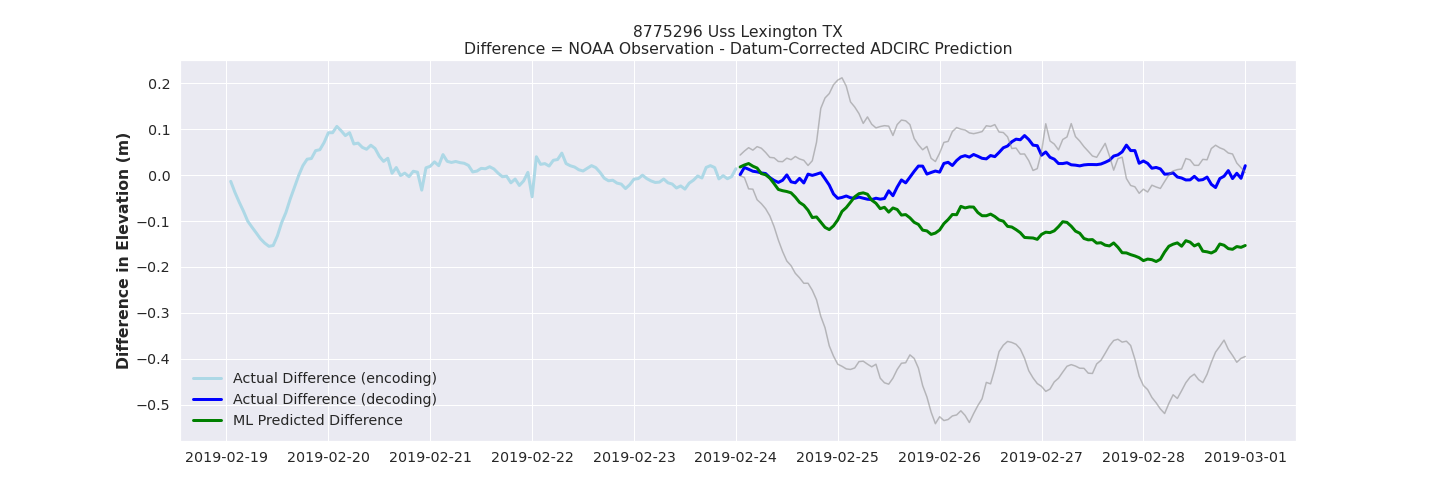 8775296 Uss Lexington TX
Difference = NOAA Observation - Datum-Corrected ADCIRC Prediction
Difference in Elevation (m)
0.2
0.1
0.0
−0.1
−0.2
−0.3
−0.4
−0.5
Actual Difference (encoding)
Actual Difference (decoding)
ML Predicted Difference
2019-02-19 2019-02-20 2019-02-21 2019-02-22 2019-02-23 2019-02-24 2019-02-25 2019-02-26 2019-02-27 2019-02-28 2019-03-01